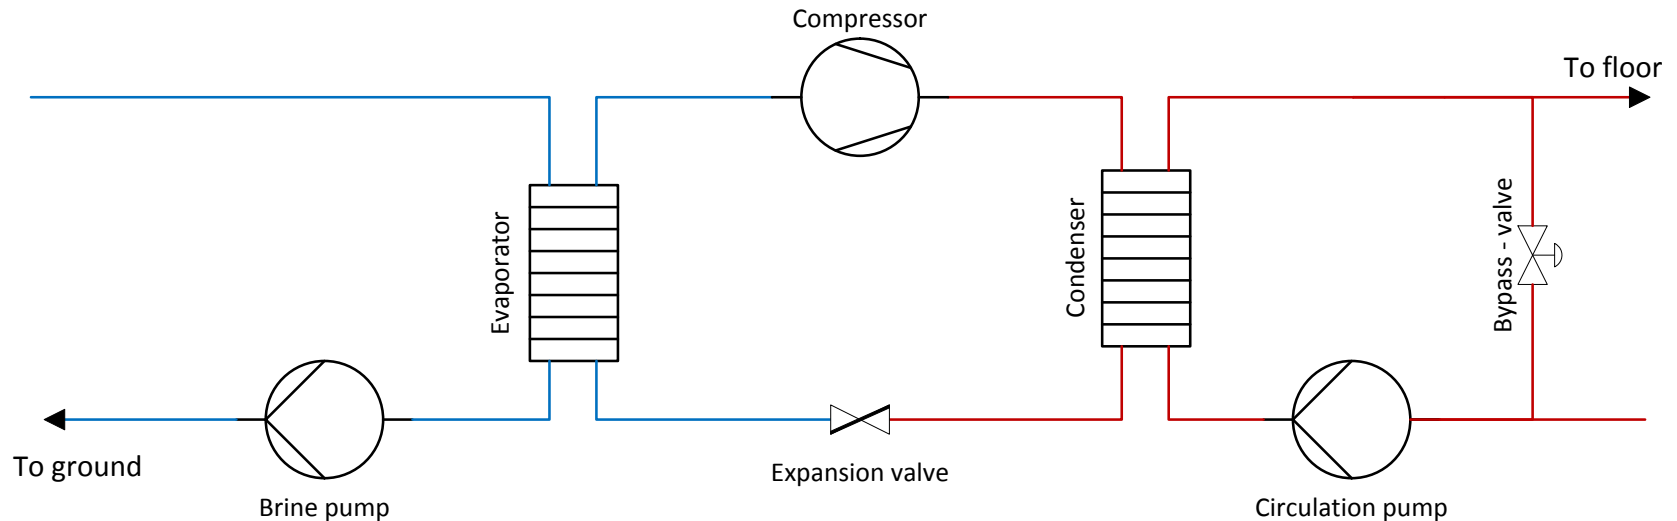 Compressor
To floor
Evaporator
Condenser
Bypass - valve
To ground
Expansion valve
Brine pump
Circulation pump